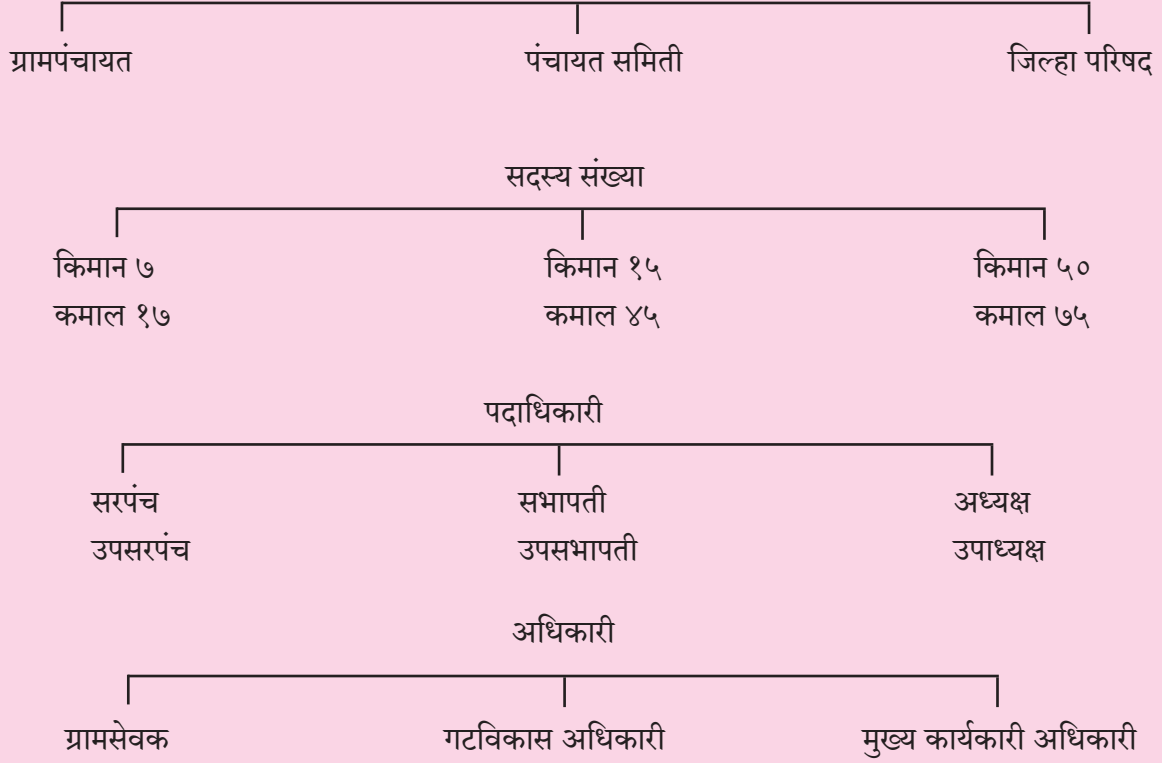 ग्रामपंचायत पंचायत समिती जिल्हा परिषद
सदस्य संख्या
किमान ७ किमान १५ किमान ५०
कमाल १७ कमाल ४५ कमाल ७५
पदाधिकारी
सरपंच सभापती अध्यक्ष
उपसरपंच उपसभापती उपाध्यक्ष
अधिकारी
ग्रामसेवक गटविकास अधिकारी मुख्य कार्यकारी अधिकारी